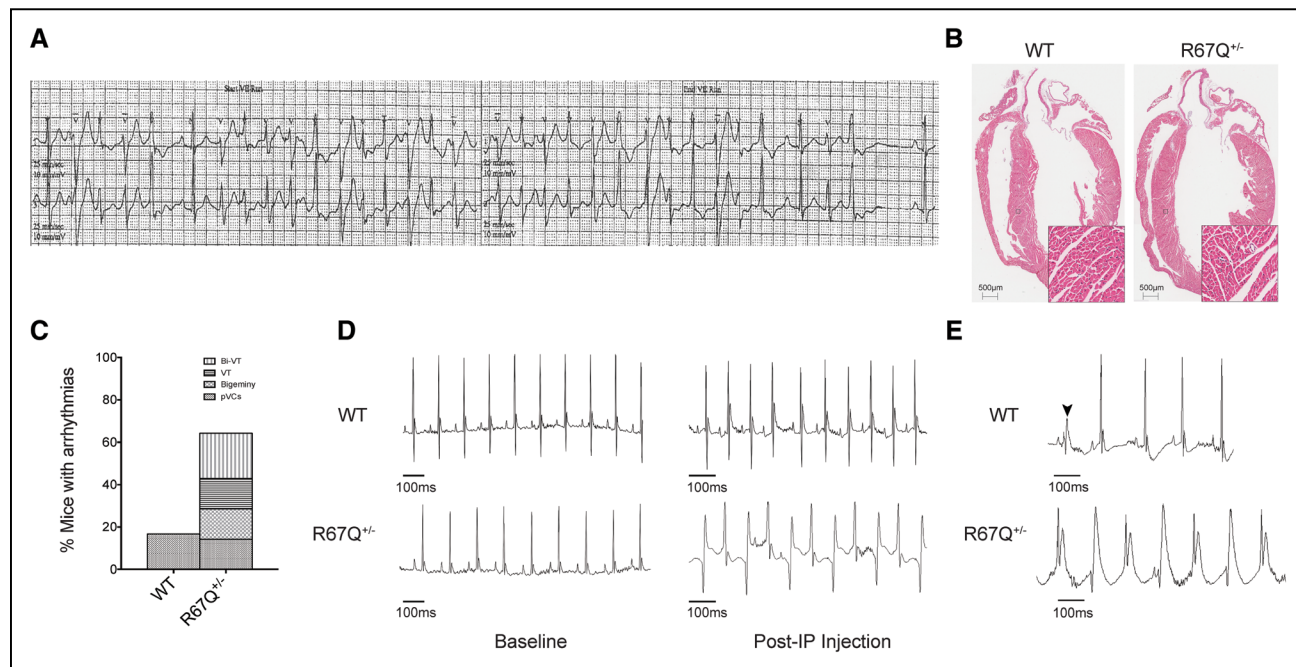 A
Start VE Run
End VE Run
25 mm/sec
10 mm/mV
25 mm/sec
10 mm/mV
25 mm/sec
10 mm/mV
25 mm/sec
10 mm/mV
B
WT
R67Q+/-
500µm
500µm
C
% Mice with arrhythmias
100
80
60
40
20
0
Bi-VT
VT
Bigeminy
pVCs
WT
R67Q+/-
D
WT
100ms
100ms
R67Q+/-
100ms
100ms
Baseline
Post-IP Injection
E
WT
100ms
R67Q+/-
100ms